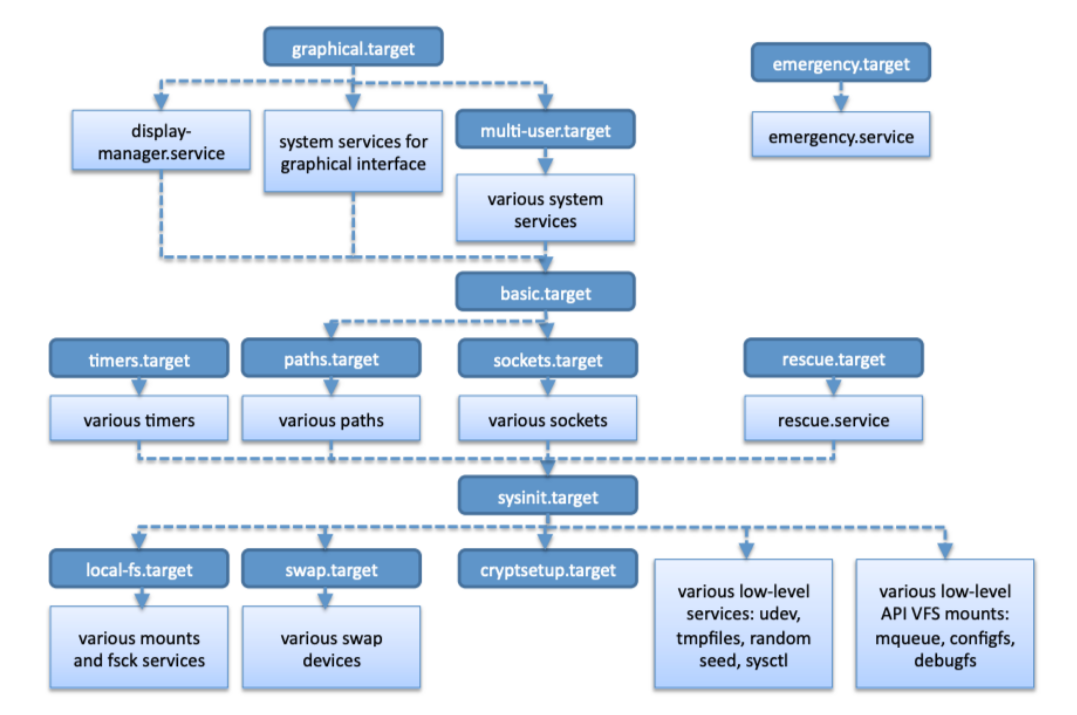 graphical.target
emergency.target
display-
manager.service
system services for
graphical interface
multi-user.target
emergency.service
various system
services
basic.target
timers.target
paths.target
sockets.target
rescue.target
various timers
various paths
various sockets
rescue.service
sysinit.target
local-fs.target
swap.target
cryptsetup.target
various low-level
services: udev,
tmpfiles, random
seed, sysctl
various low-level
API VFS mounts:
mqueue, configfs,
debugfs
various mounts
and fsck services
various swap
devices